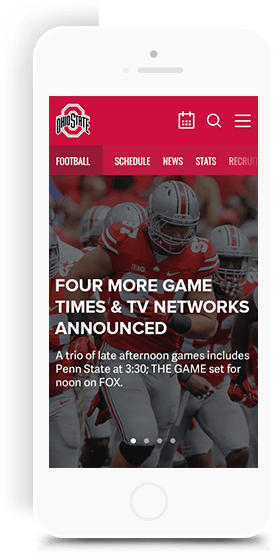 OHIO STATE
FOOTBALL SCHEDULE NEWS STATS RECRUIT
97
FOUR MORE GAME
TIMES & TV NETWORKS
ANNOUNCED
A trio of late afternoon games includes
Penn State at 3:30; THE GAME set for
noon on FOX.